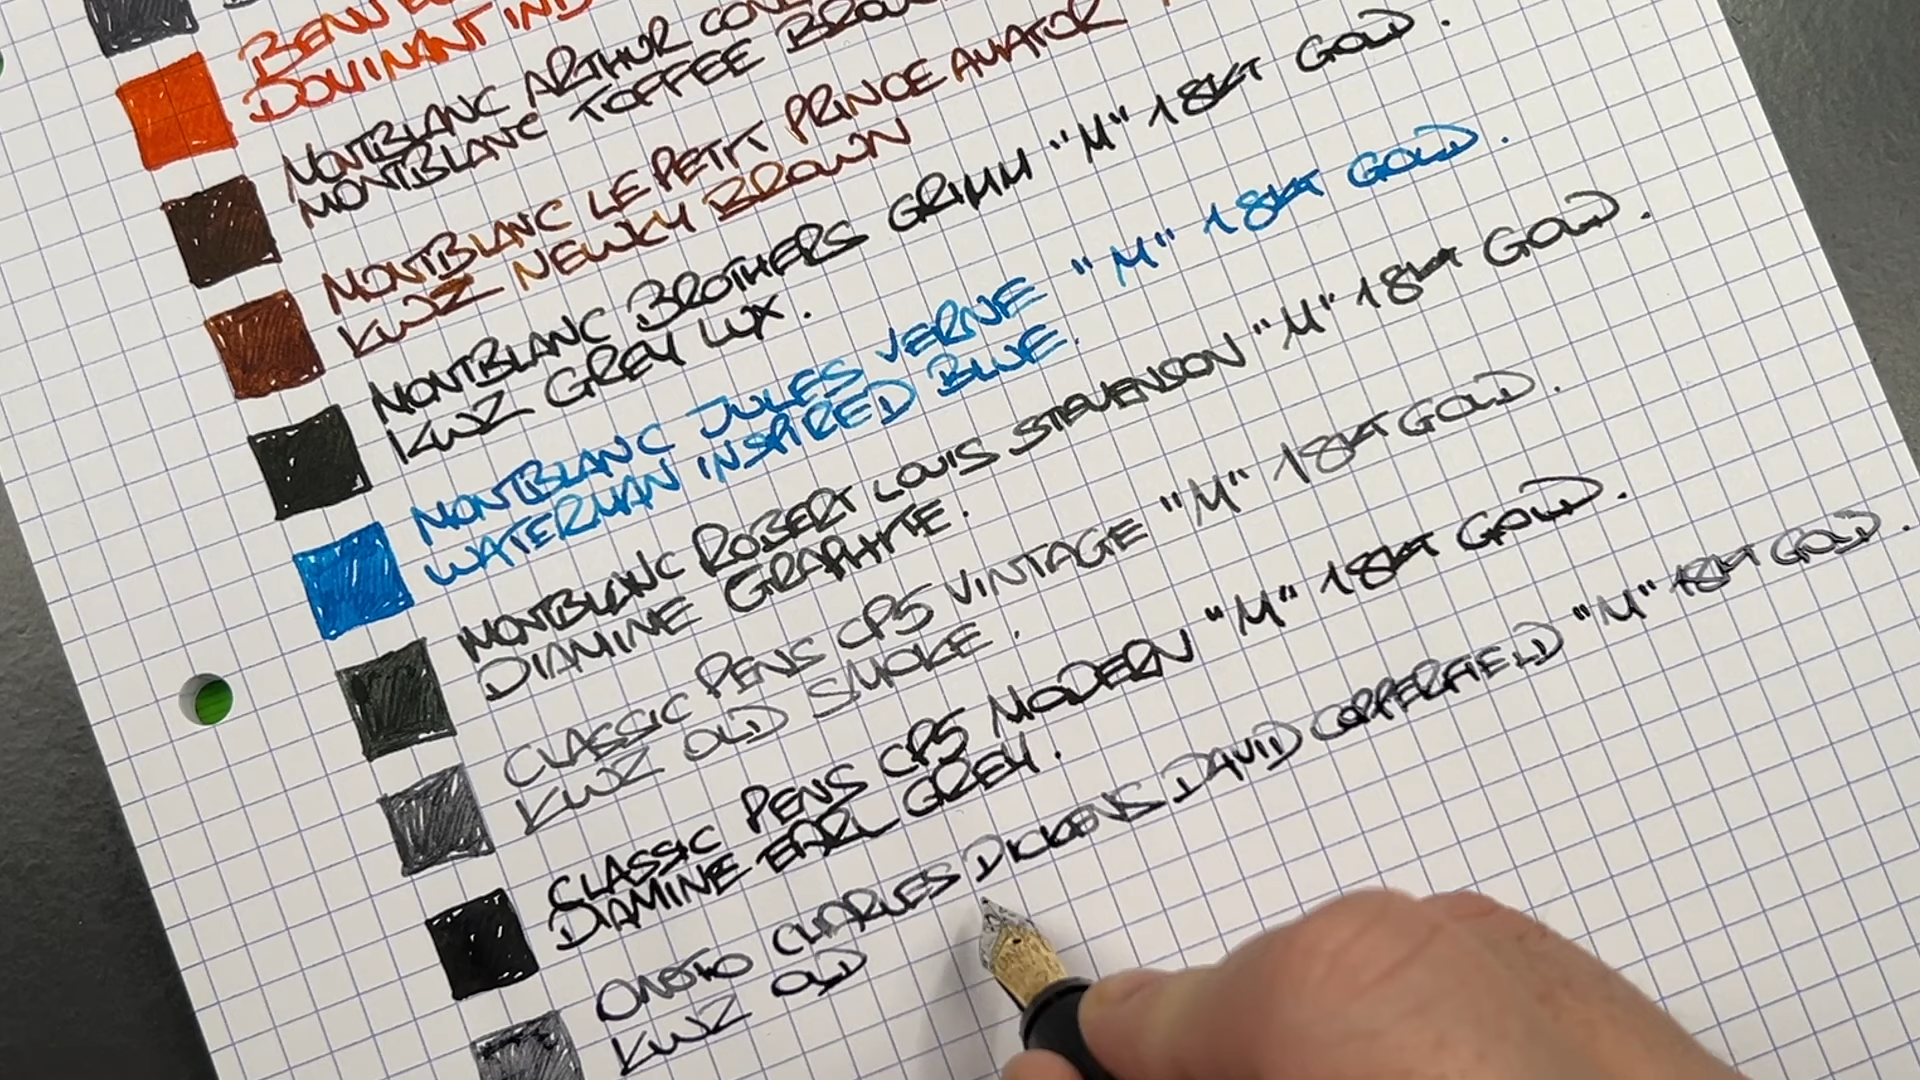 DOMINANT IND
MONTBLANC ARTHUR CON
MONTBLANC TOFFEE BROW
MONTBLANC LE PETIT PRINCE AVIATOR
KWZ NEWKY BROWN
MONTBLANC BROTHERS GRIMM "M" 18KT GOLD.
KWZ GREY LUX.
MONTBLANC JULES VERNE "M" 18KT GOLD.
WATERMAN INSPIRED BLUE.
MONTBLANC ROBERT LOUIS STEVENSON "M" 18KT GOLD.
DIAMINE GRAPHITE.
CLASSIC PENS CP5 VINTAGE "M" 18KT GOLD.
KWZ OLD SMOKE.
CLASSIC PENS CP5 MODERN "M" 18KT GOLD.
DIAMINE EARL GREY.
ONOTO CHARLES DICKENS DAVID COPPERFIELD "M" 18KT GOLD.
KWZ OLD